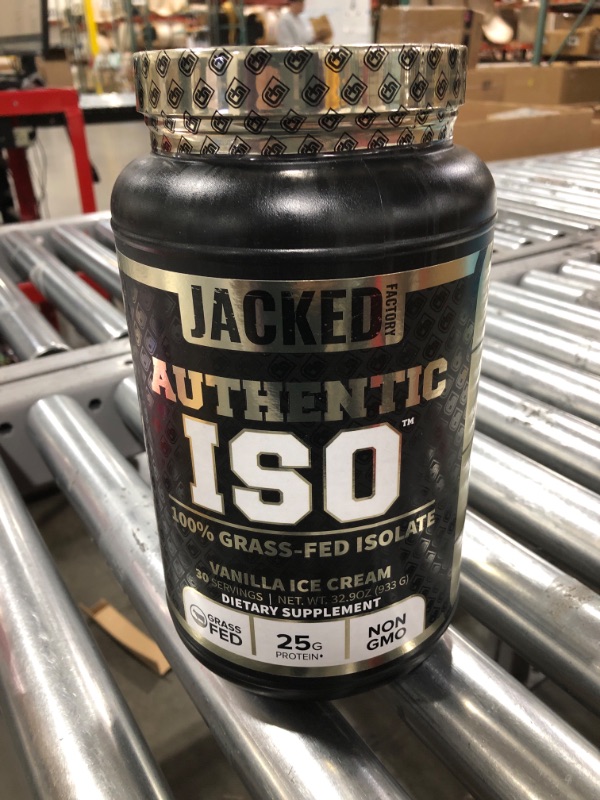 JACKED
FACTORY
AUTHENTIC
ISO™
100% GRASS-FED ISOLATE
VANILLA ICE CREAM
30 SERVINGS | NET. WT. 32.9OZ (933 G)
DIETARY SUPPLEMENT
GRASS
FED
25G
PROTEIN*
NON
GMO